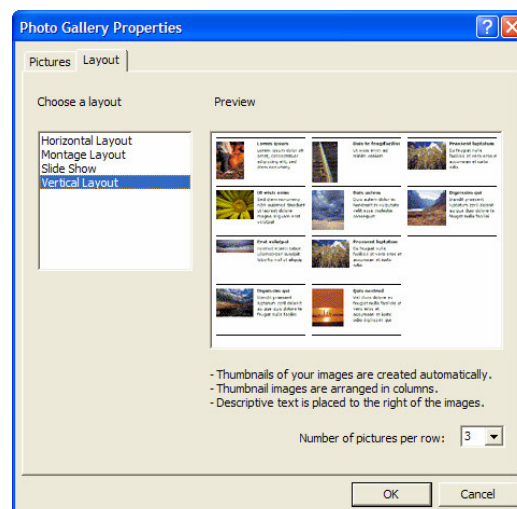 Photo Gallery Properties
Pictures
Layout
Choose a layout
Preview
Horizontal Layout
Montage Layout
Slide Show
Vertical Layout
Lorem ipsum
Duis te feugifacilisi
Praesent luptatum
Ut wisis enim
Duis autem
Dignissim qui
Erat volutpat
Praesent luptatum
Dignissim qui
Quis nostrud
- Thumbnails of your images are created automatically.
- Thumbnail images are arranged in columns.
- Descriptive text is placed to the right of the images.
Number of pictures per row:
3
OK
Cancel